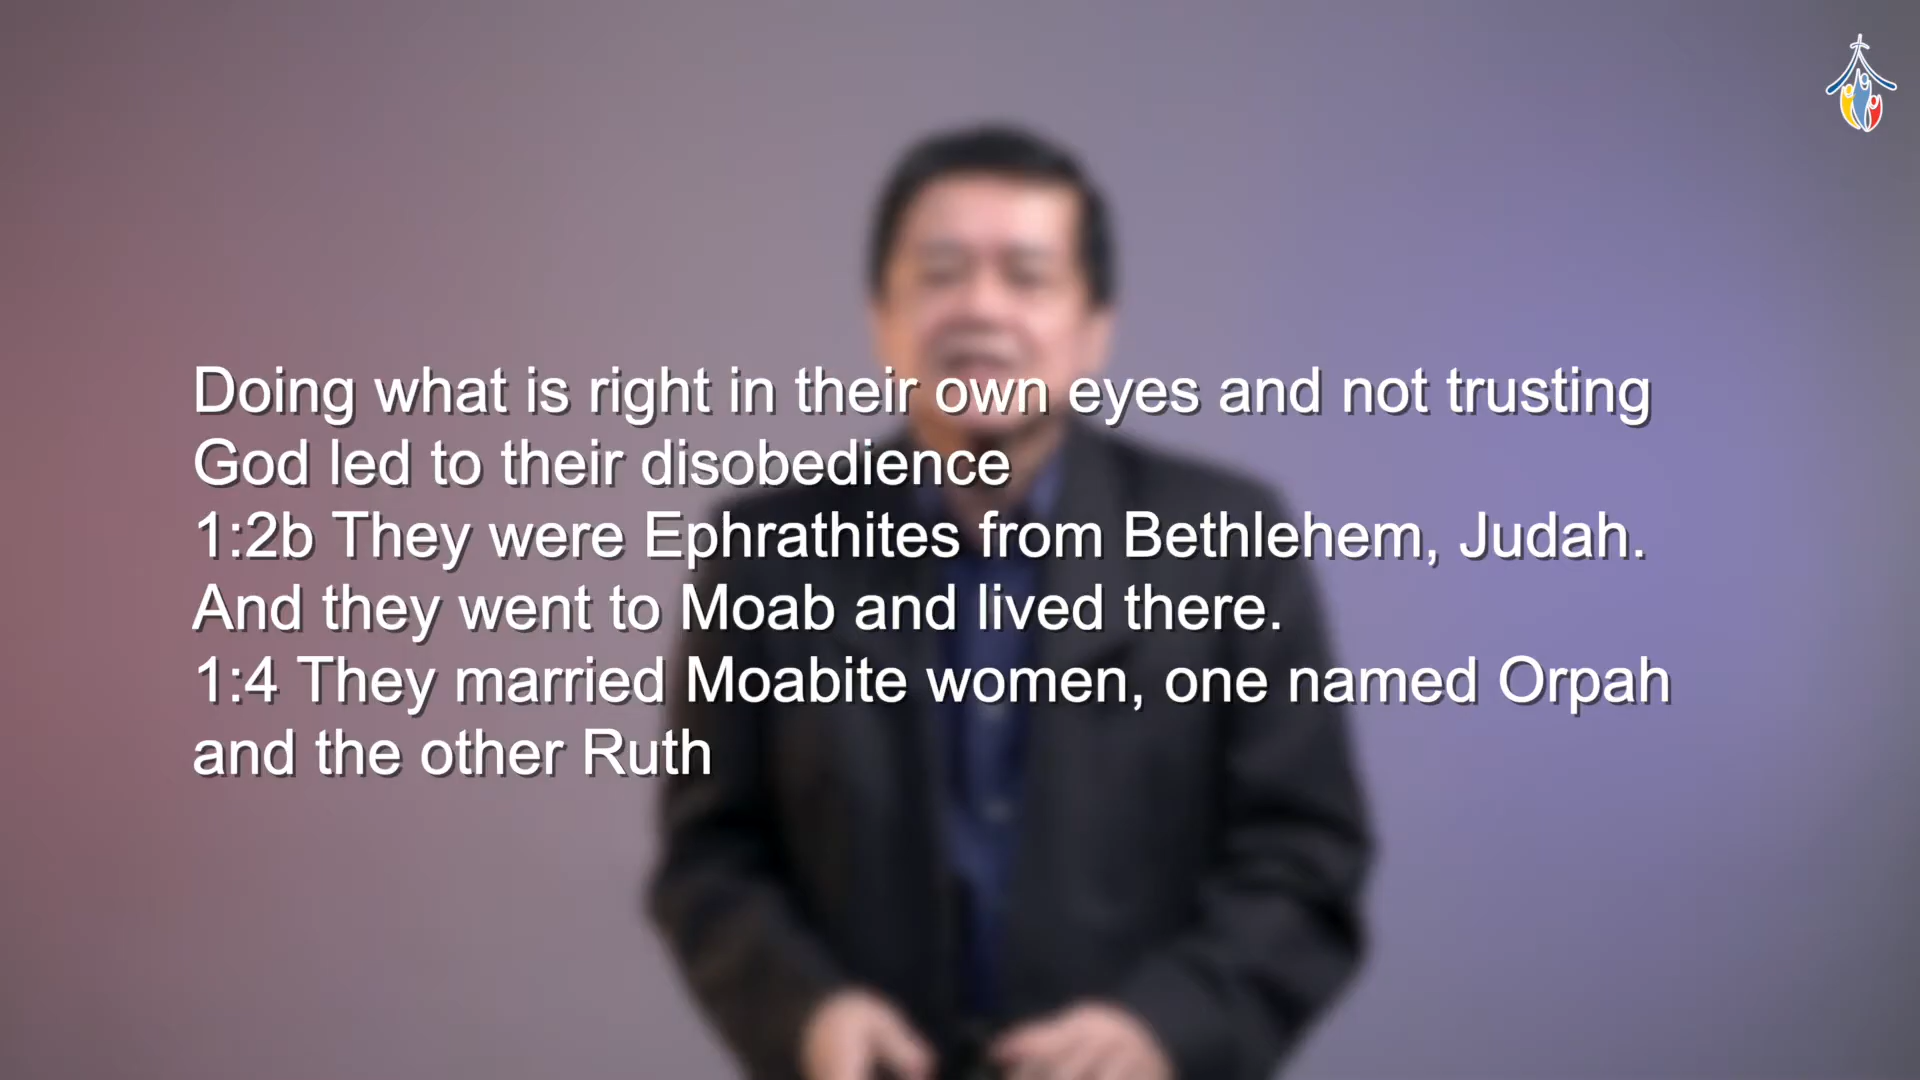 Doing what is right in their own eyes and not trusting
God led to their disobedience
1:2b They were Ephrathites from Bethlehem, Judah.
And they went to Moab and lived there.
1:4 They married Moabite women, one named Orpah
and the other Ruth